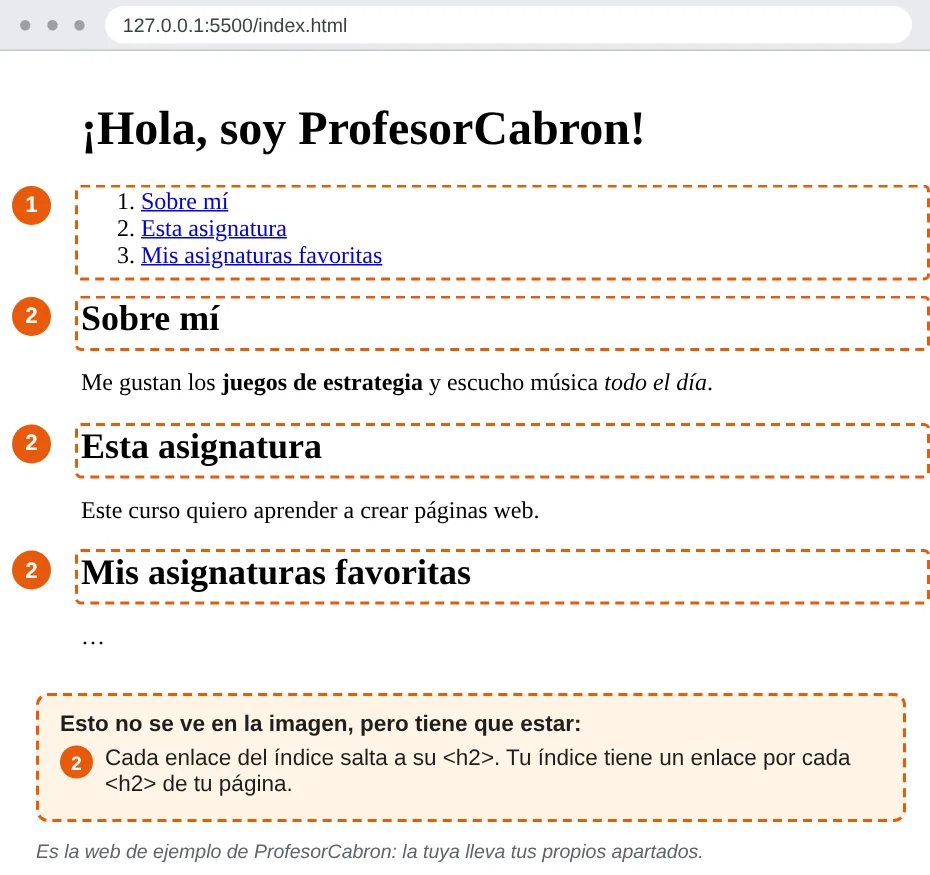 127.0.0.1:5500/index.html
¡Hola, soy ProfesorCabron!
1
1. Sobre mí
2. Esta asignatura
3. Mis asignaturas favoritas
2
Sobre mí
Me gustan los juegos de estrategia y escucho música todo el día.
2
Esta asignatura
Este curso quiero aprender a crear páginas web.
2
Mis asignaturas favoritas
…
Esto no se ve en la imagen, pero tiene que estar:
2
Cada enlace del índice salta a su <h2>. Tu índice tiene un enlace por cada
<h2> de tu página.
Es la web de ejemplo de ProfesorCabron: la tuya lleva tus propios apartados.